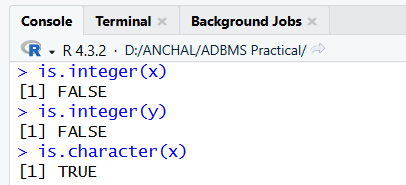 Console Terminal × Background Jobs ×
R 4.3.2 · D:/ANCHAL/ADBMS Practical/
> is.integer(x)
[1] FALSE
> is.integer(y)
[1] FALSE
> is.character(x)
[1] TRUE